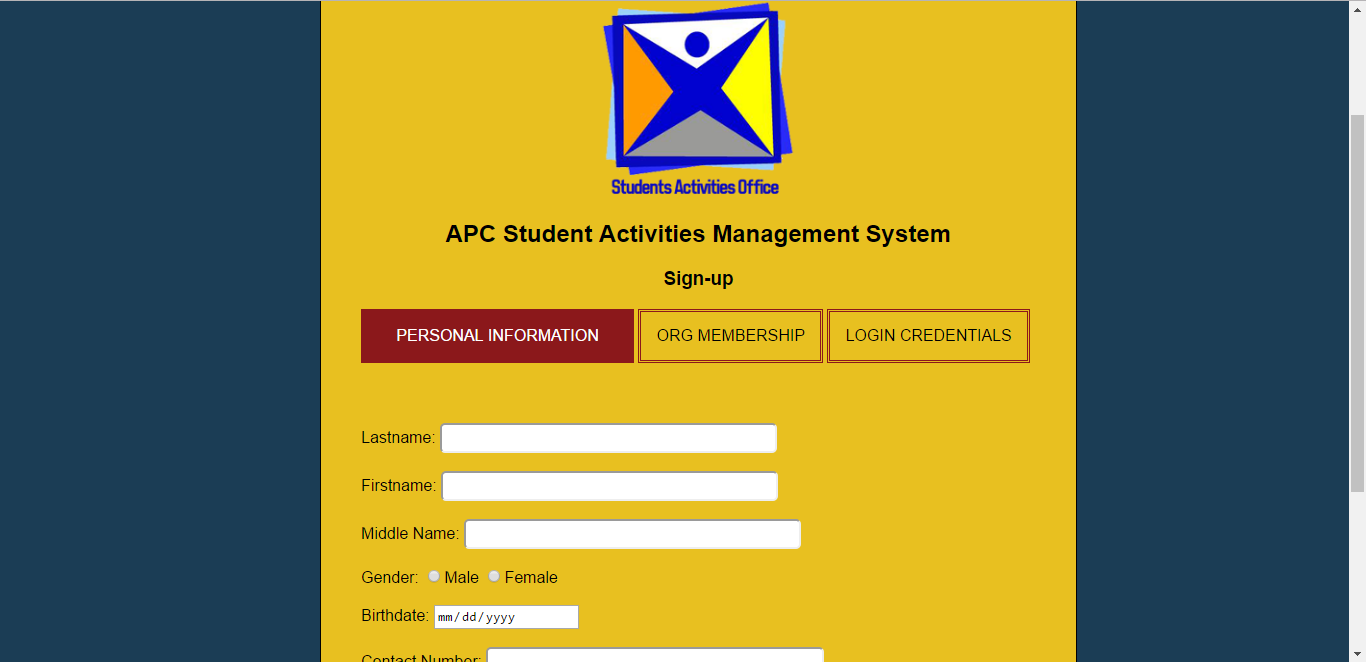 Students Activities Office
APC Student Activities Management System
Sign-up
PERSONAL INFORMATION ORG MEMBERSHIP LOGIN CREDENTIALS
Lastname:
Firstname:
Middle Name:
Gender: Male Female
Birthdate: mm/dd/yyyy
Contact Number: